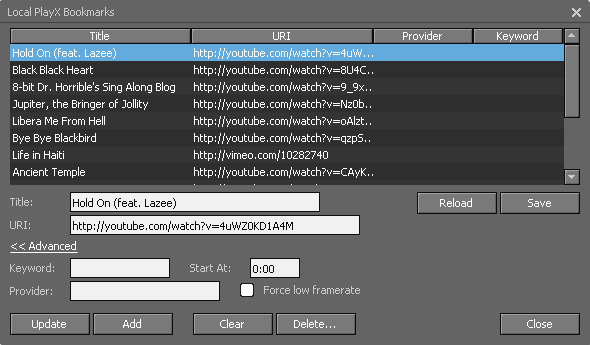 Local PlayX Bookmarks
Title URI Provider Keyword
Hold On (feat. Lazee) http://youtube.com/watch?v=4uW...
Black Black Heart http://youtube.com/watch?v=8U4C..
8-bit Dr. Horrible's Sing Along Blog http://youtube.com/watch?v=9_9x..
Jupiter, the Bringer of Jollity http://youtube.com/watch?v=Nz0b..
Libera Me From Hell http://youtube.com/watch?v=oAlzt..
Bye Bye Blackbird http://youtube.com/watch?v=qzpS..
Life in Haiti http://vimeo.com/10282740
Ancient Temple http://youtube.com/watch?v=CAyK..
Title: Hold On (feat. Lazee) Reload Save
URI: http://youtube.com/watch?v=4uWZ0KD1A4M
<< Advanced
Keyword: Start At: 0:00
Provider: Force low framerate
Update Add Clear Delete... Close